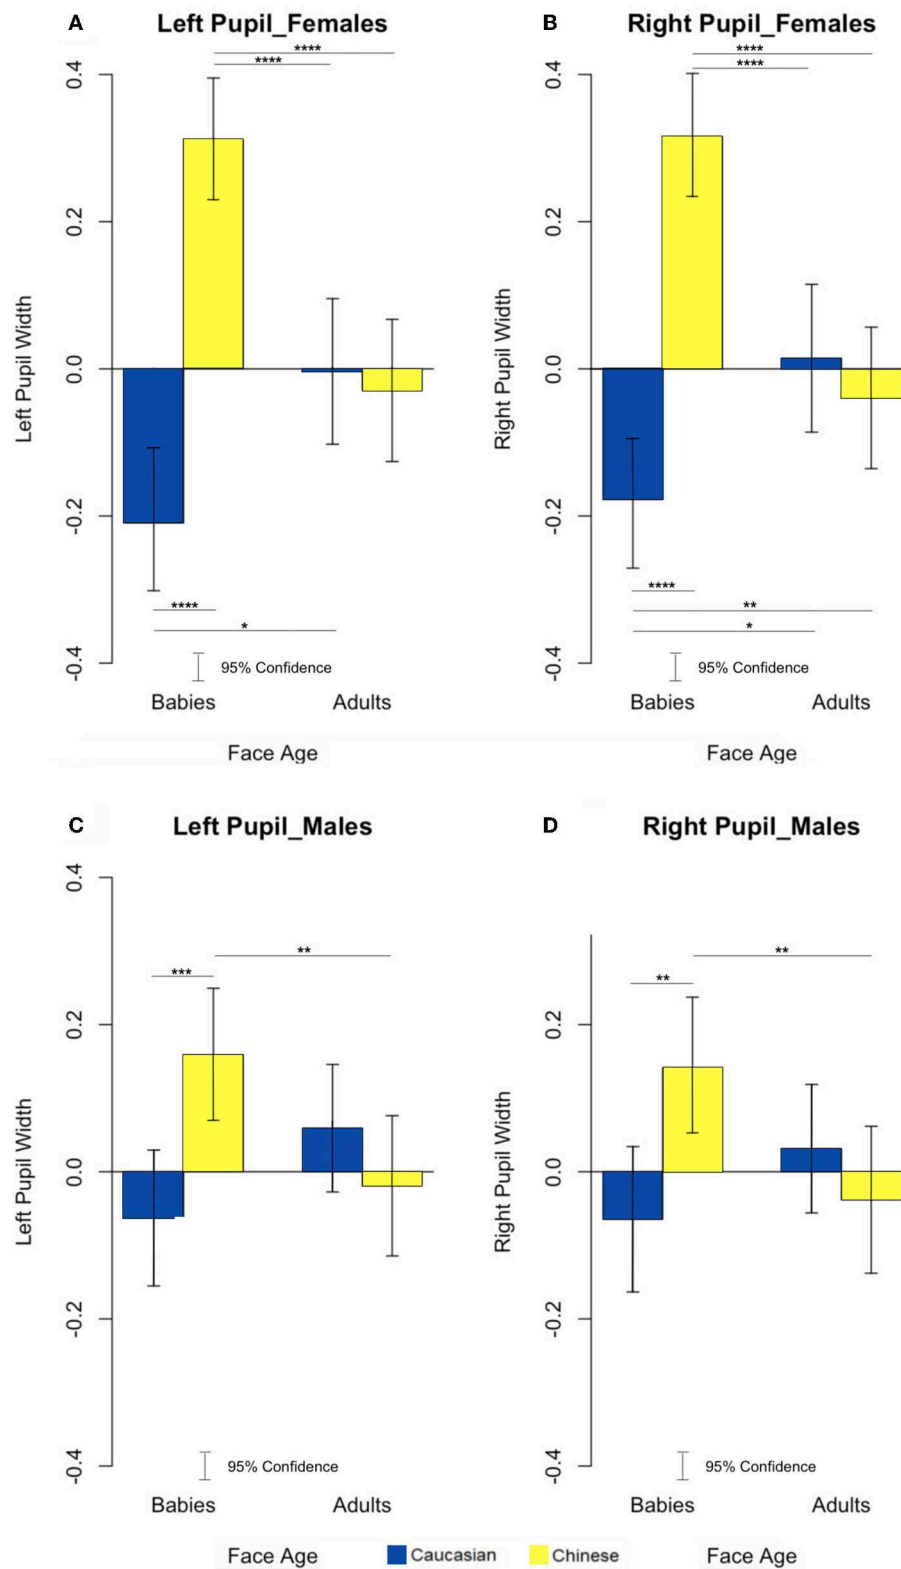 A Left Pupil_Females
****
****
0.4
0.2
0.0
-0.2
-0.4
Left Pupil Width
****
*
95% Confidence
Babies Adults
Face Age
B Right Pupil_Females
****
****
0.4
0.2
0.0
-0.2
-0.4
Right Pupil Width
****
**
*
95% Confidence
Babies Adults
Face Age
C Left Pupil_Males
0.4
0.2
0.0
-0.2
-0.4
Left Pupil Width
**
***
95% Confidence
Babies Adults
Face Age
D Right Pupil_Males
0.2
0.0
-0.2
-0.4
Right Pupil Width
**
**
95% Confidence
Babies Adults
Face Age
Caucasian Chinese